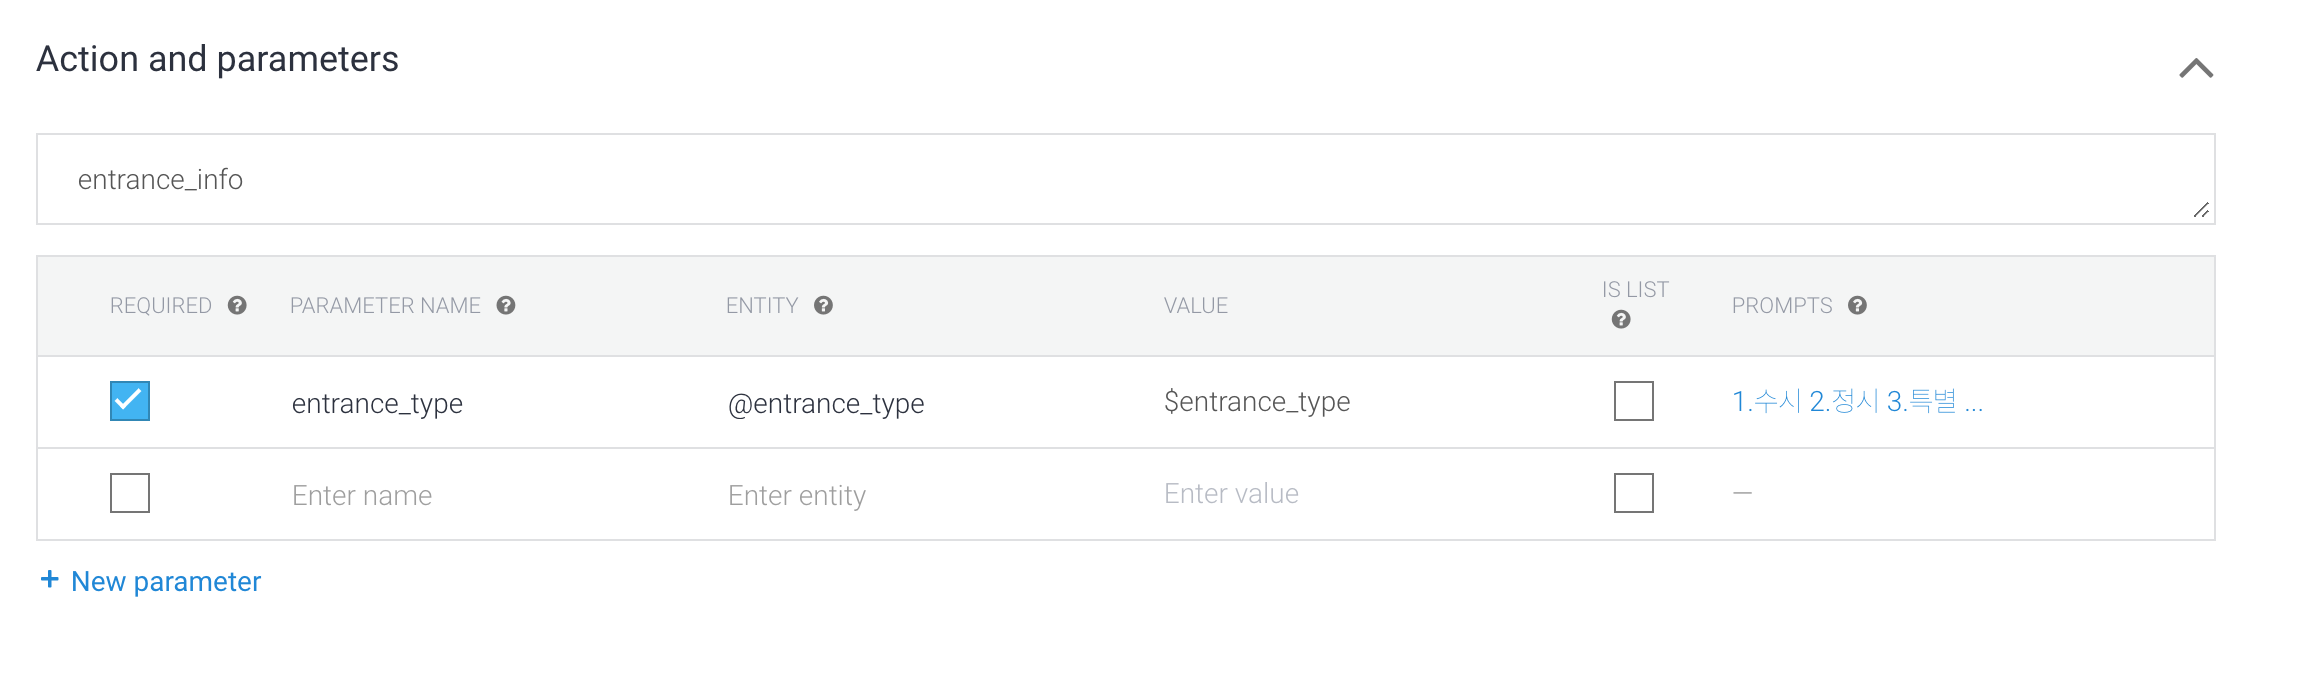 Action and parameters
entrance_info
REQUIRED PARAMETER NAME ENTITY VALUE IS LIST PROMPTS
entrance_type @entrance_type $entrance_type 1.수시 2.정시 3.특별 ...
Enter name Enter entity Enter value –
+ New parameter